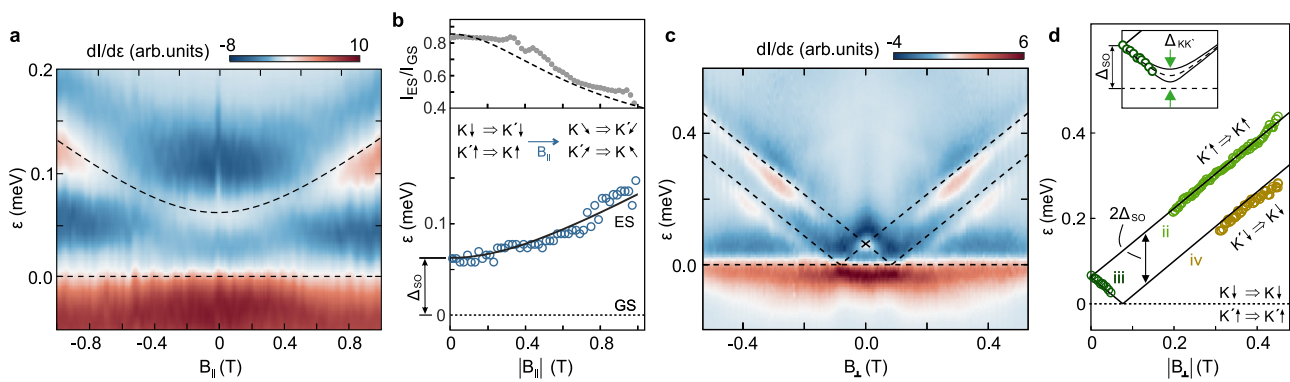 a
dI/dε (arb.units)
-8
10
0.2
0.1
0.0
ε (meV)
-0.8
-0.4
0
0.4
0.8
B∥(T)
b
0.8
0.6
0.4
I_ES/I_GS
K↓ ⇒ K´↓
K´↑ ⇒ K↑
B∥
K↘ ⇒ K´↙
K´↗ ⇒ K↖
ε (meV)
0.1
0
ES
GS
Δ_SO
0
0.4
0.8
|B∥| (T)
c
dI/dε (arb.units)
-4
6
0.4
0.2
0.0
ε (meV)
-0.4
-0.2
0.0
0.2
0.4
B⊥(T)
d
Δ_KK´
Δ_SO
0.4
0.2
0
ε (meV)
K´↑ ⇒ K↑
ii
2Δ_SO
K´↓ ⇒ K↓
iv
iii
K↓ ⇒ K↓
K´↑ ⇒ K´↑
0
0.2
0.4
|B⊥| (T)